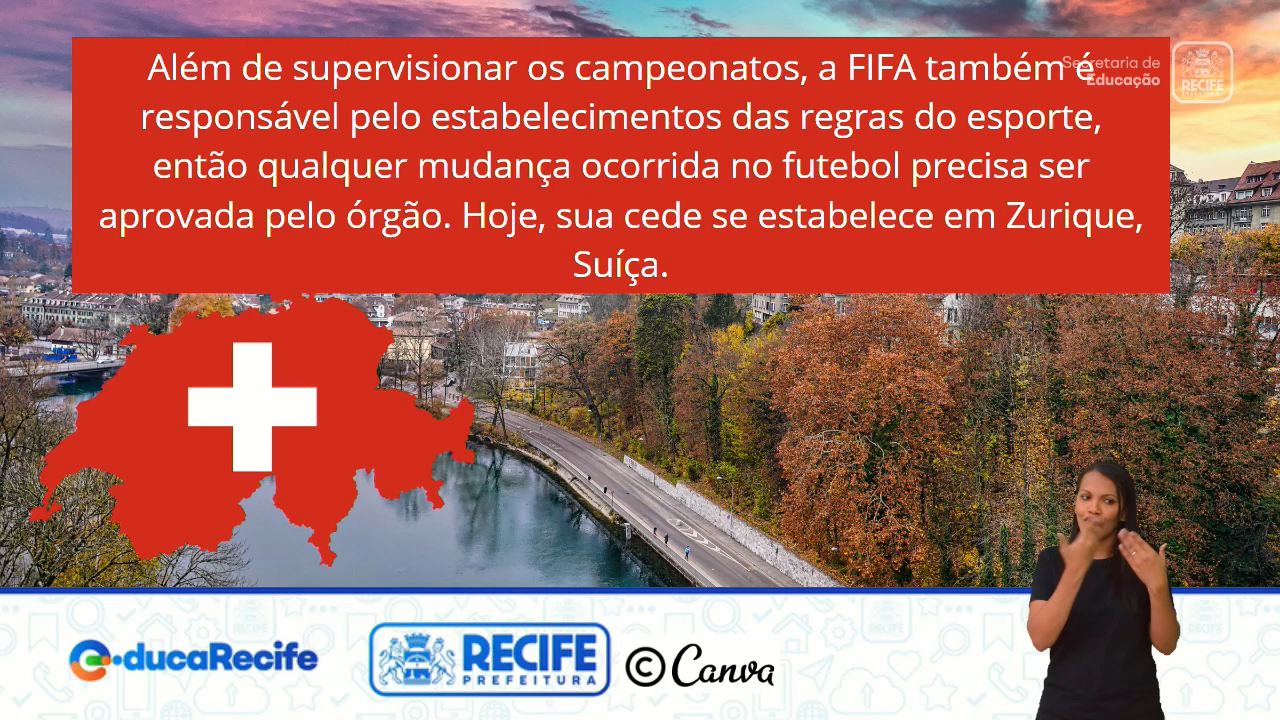 Além de supervisionar os campeonatos, a FIFA também é
responsável pelo estabelecimentos das regras do esporte,
então qualquer mudança ocorrida no futebol precisa ser
aprovada pelo órgão. Hoje, sua cede se estabelece em Zurique,
Suíça.
Secretaria de
Educação
RECIFE
PREFEITURA
e·ducaRecife
RECIFE
PREFEITURA
© Canva